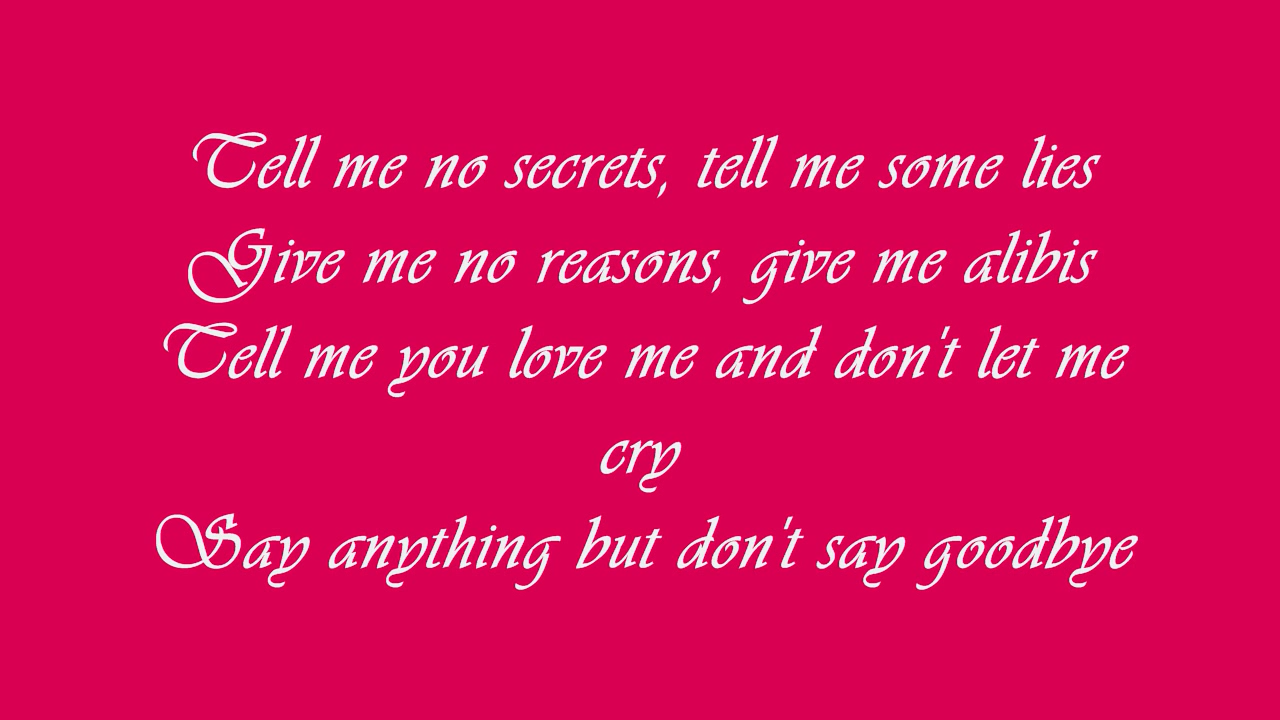 Tell me no secrets, tell me some lies
Give me no reasons, give me alibis
Tell me you love me and don't let me
cry
Say anything but don't say goodbye